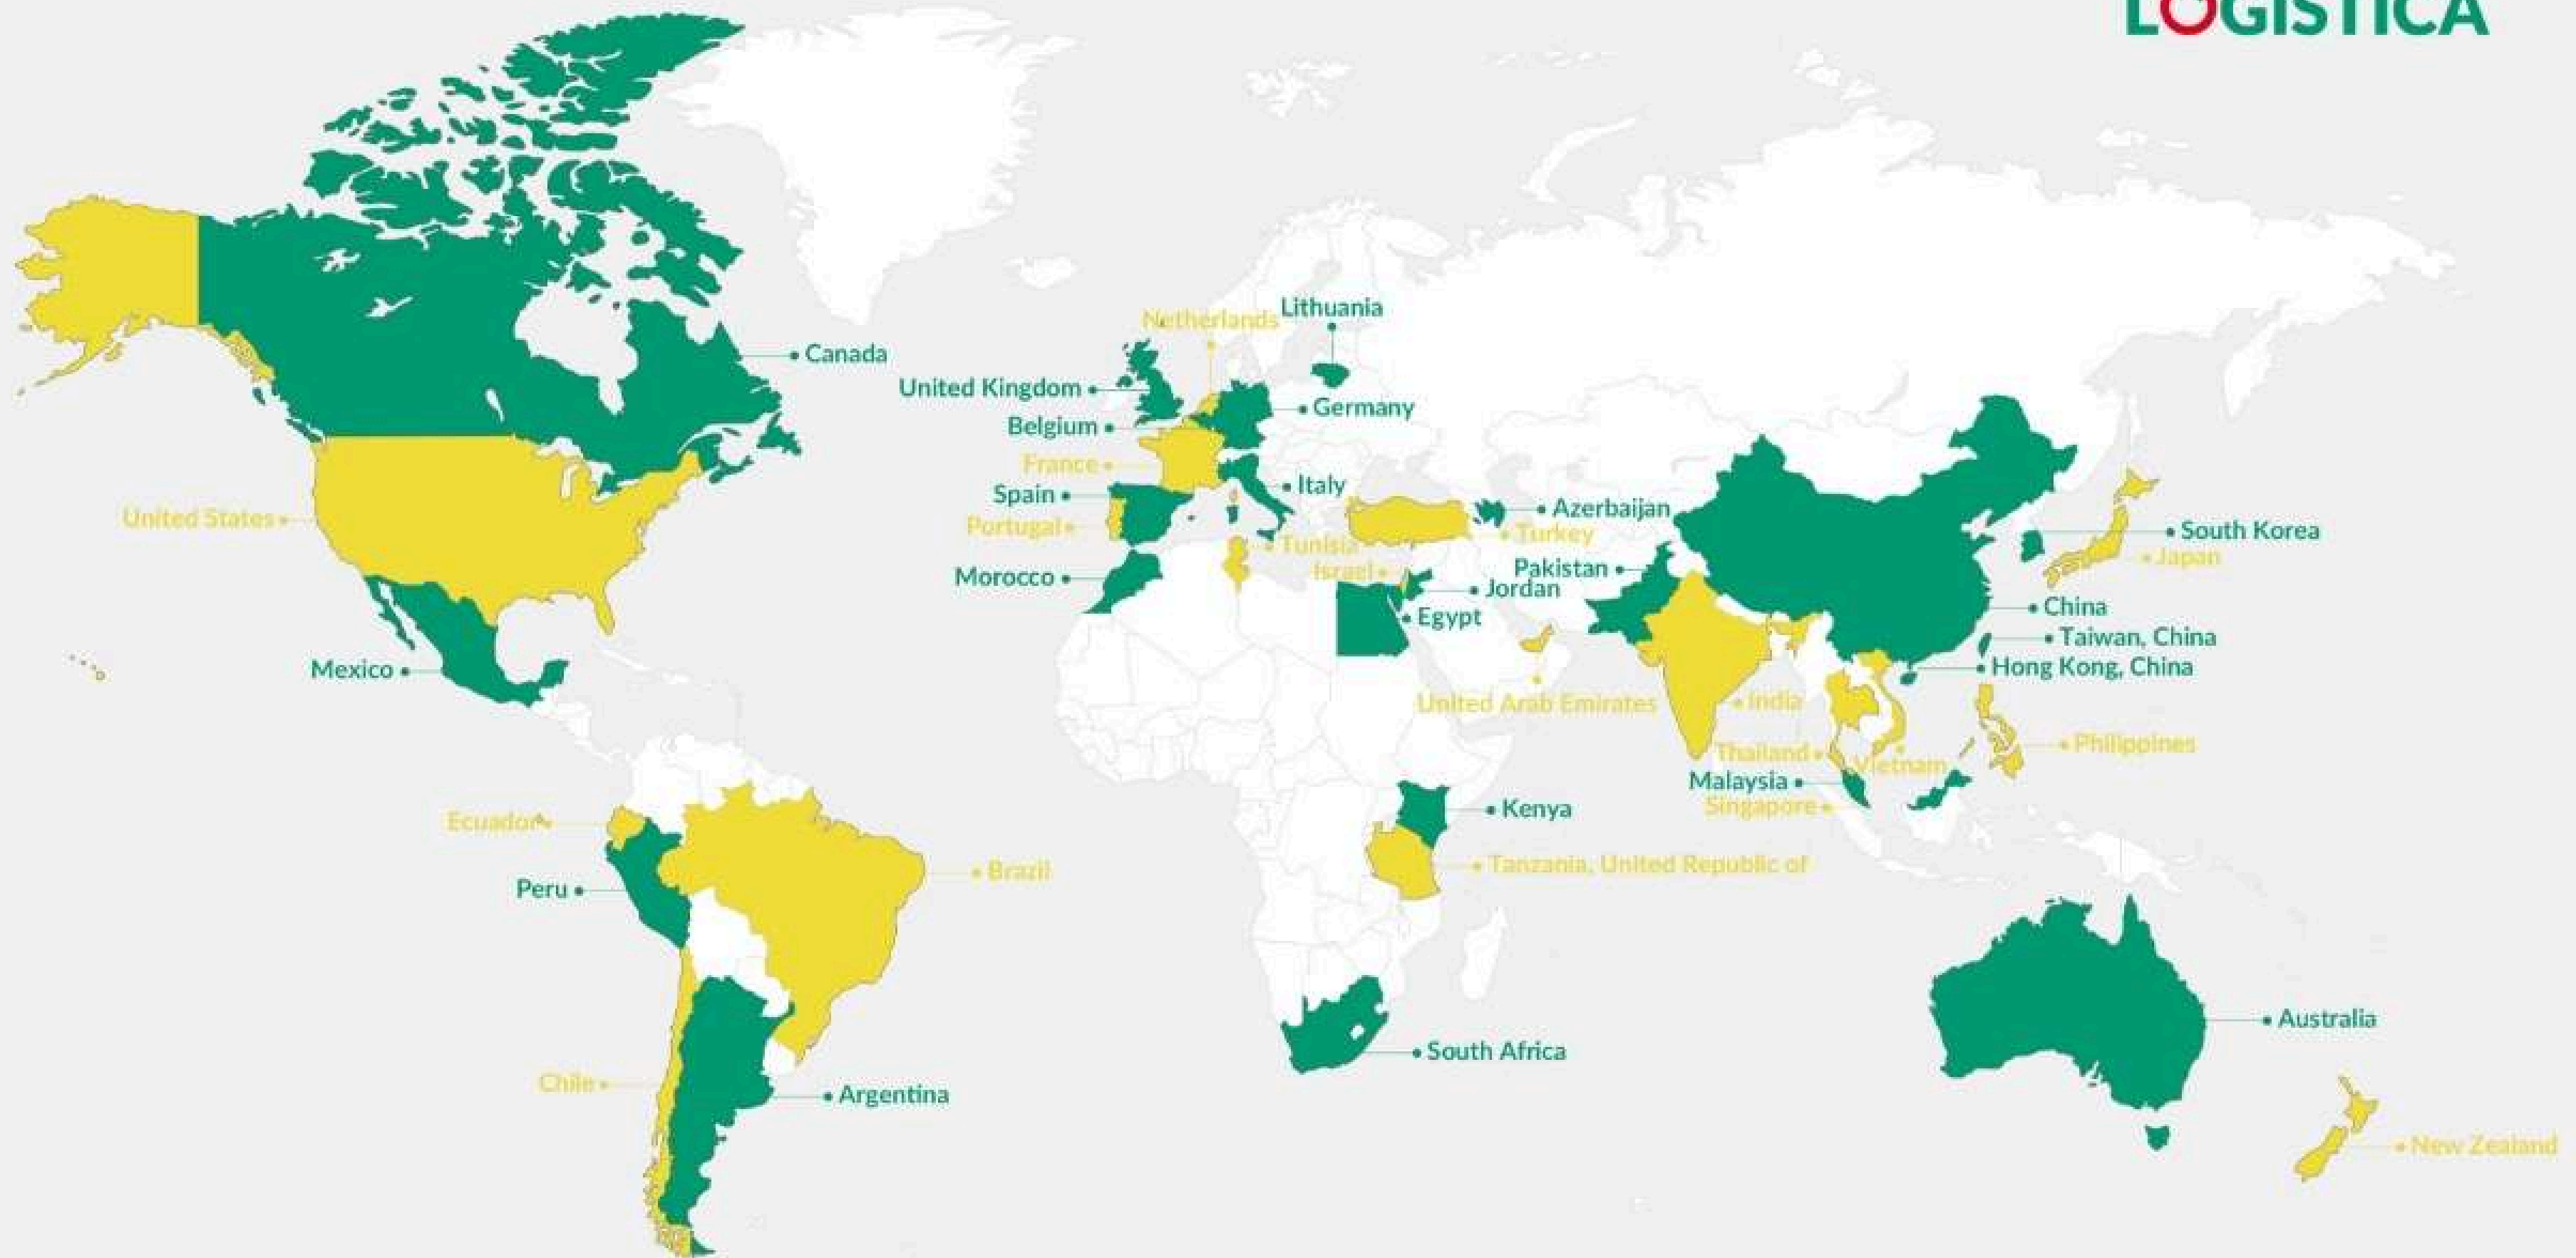 LOGISTICA
Canada
United States
Mexico
Ecuador
Peru
Brazil
Chile
Argentina
Netherlands
Lithuania
United Kingdom
Germany
Belgium
France
Italy
Spain
Portugal
Azerbaijan
Turkey
Tunisia
Israel
Morocco
Pakistan
Jordan
Egypt
United Arab Emirates
India
Kenya
Tanzania, United Republic of
South Africa
South Korea
Japan
China
Taiwan, China
Hong Kong, China
Philippines
Thailand
Vietnam
Malaysia
Singapore
Australia
New Zealand